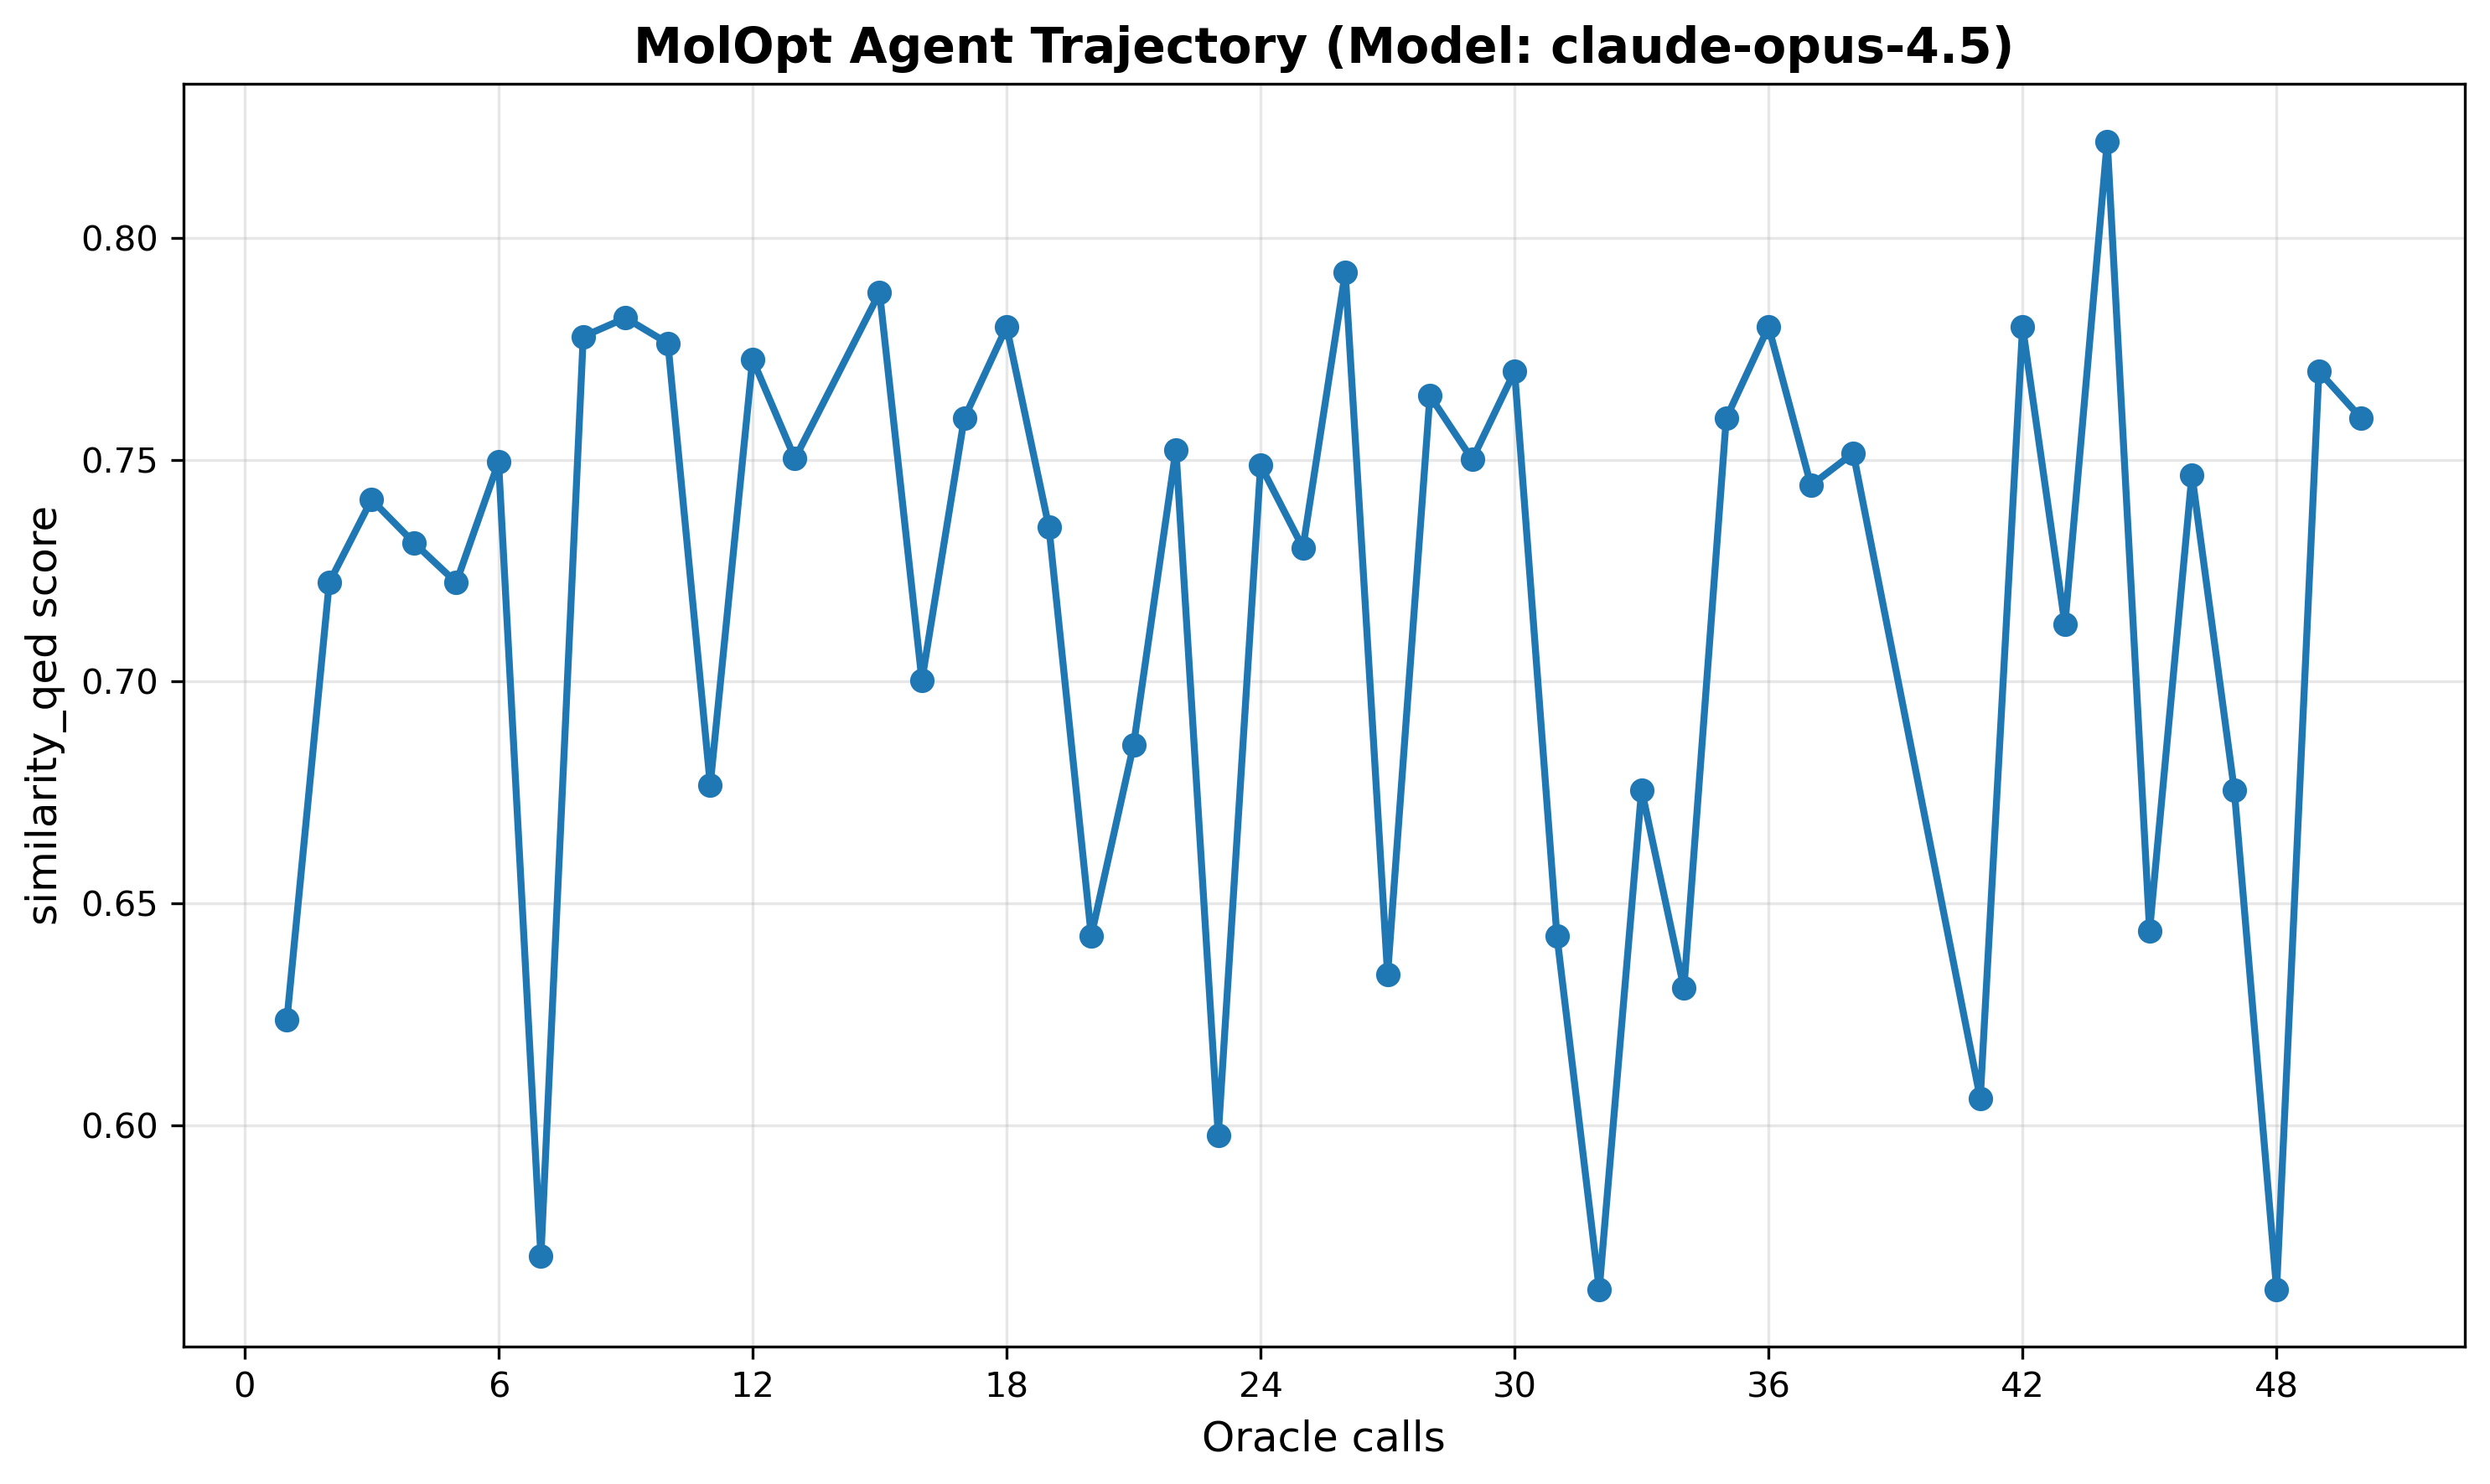 MolOpt Agent Trajectory (Model: claude-opus-4.5)
similarity_qed score
0.80
0.75
0.70
0.65
0.60
0 6 12 18 24 30 36 42 48
Oracle calls